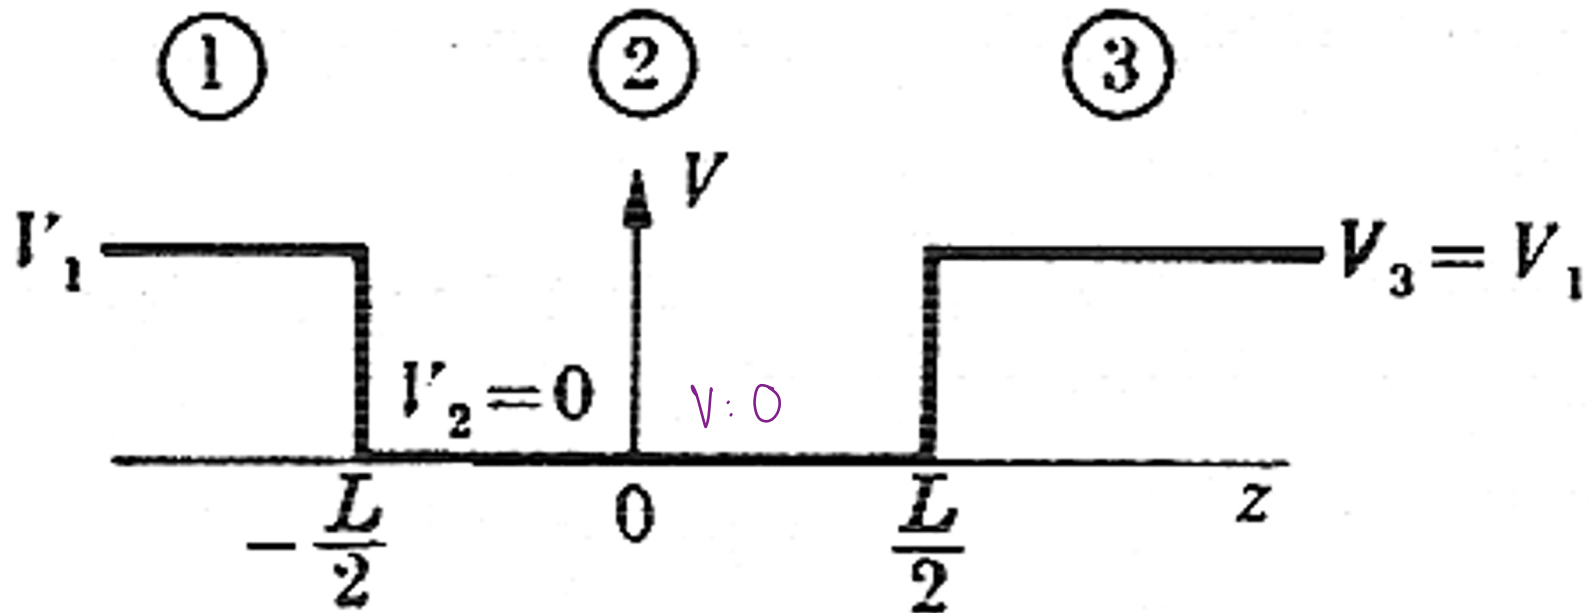 ① ② ③
V
V₁
V₃ = V₁
V₂ = 0
V: 0
-L/2
0
L/2
z